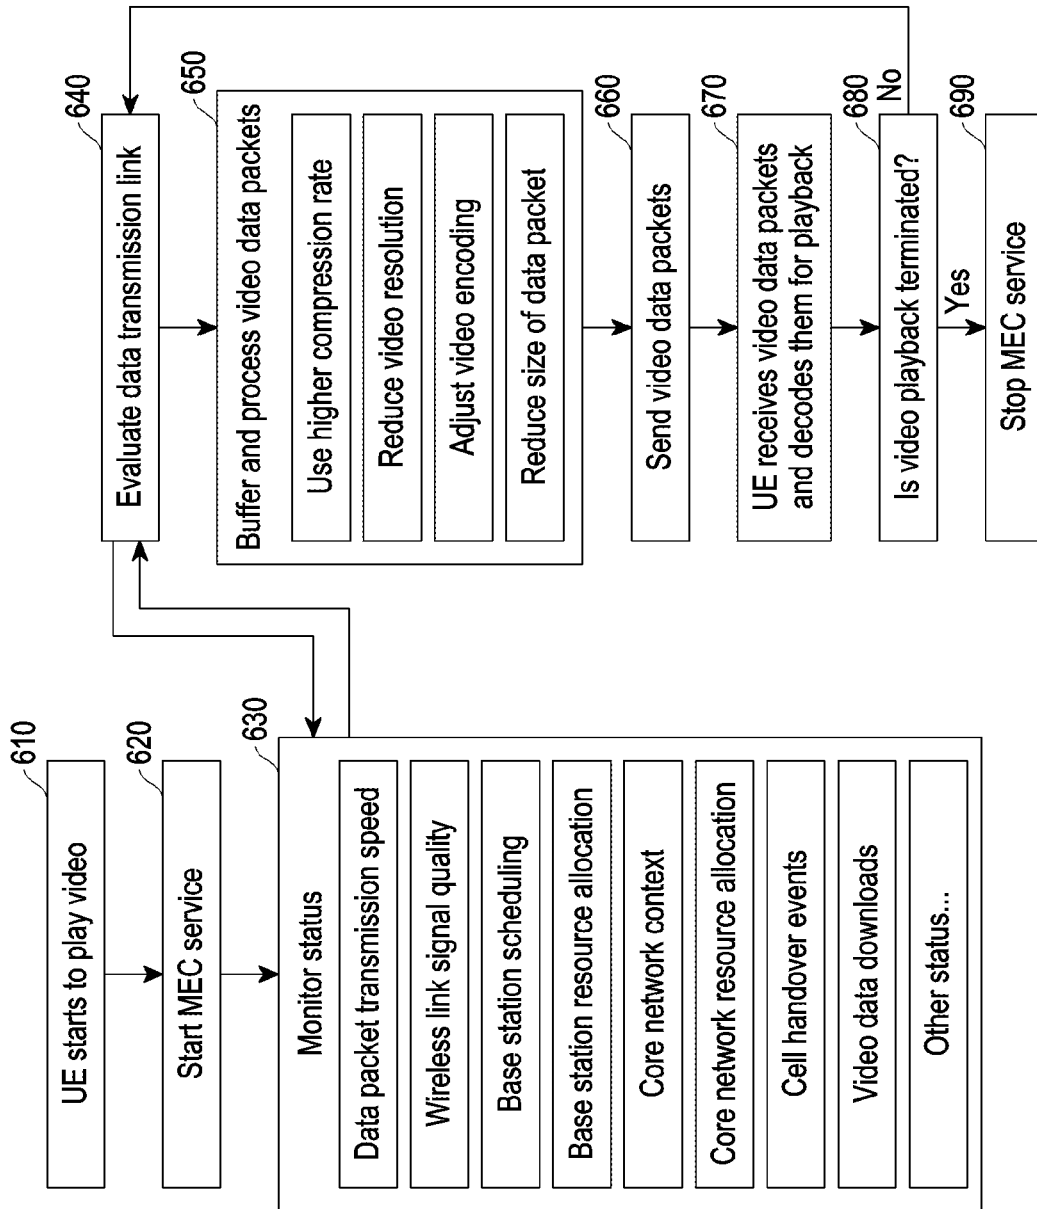 610
UE starts to play video
620
Start MEC service
630
Monitor status
Data packet transmission speed
Wireless link signal quality
Base station scheduling
Base station resource allocation
Core network context
Core network resource allocation
Cell handover events
Video data downloads
Other status...
640
Evaluate data transmission link
650
Buffer and process video data packets
Use higher compression rate
Reduce video resolution
Adjust video encoding
Reduce size of data packet
660
Send video data packets
670
UE receives video data packets
and decodes them for playback
680
No
Is video playback terminated?
Yes
690
Stop MEC service